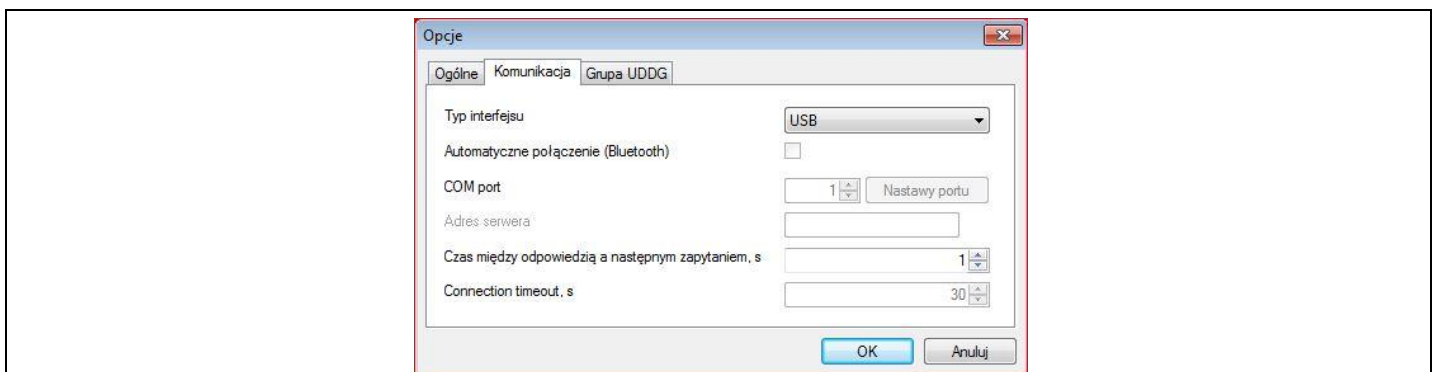 Opcje
Ogólne Komunikacja Grupa UDDG
Typ interfejsu USB
Automatyczne połączenie (Bluetooth)
COM port 1 Nastawy portu
Adres serwera
Czas między odpowiedzią a następnym zapytaniem, s 1
Connection timeout, s 30
OK Anuluj